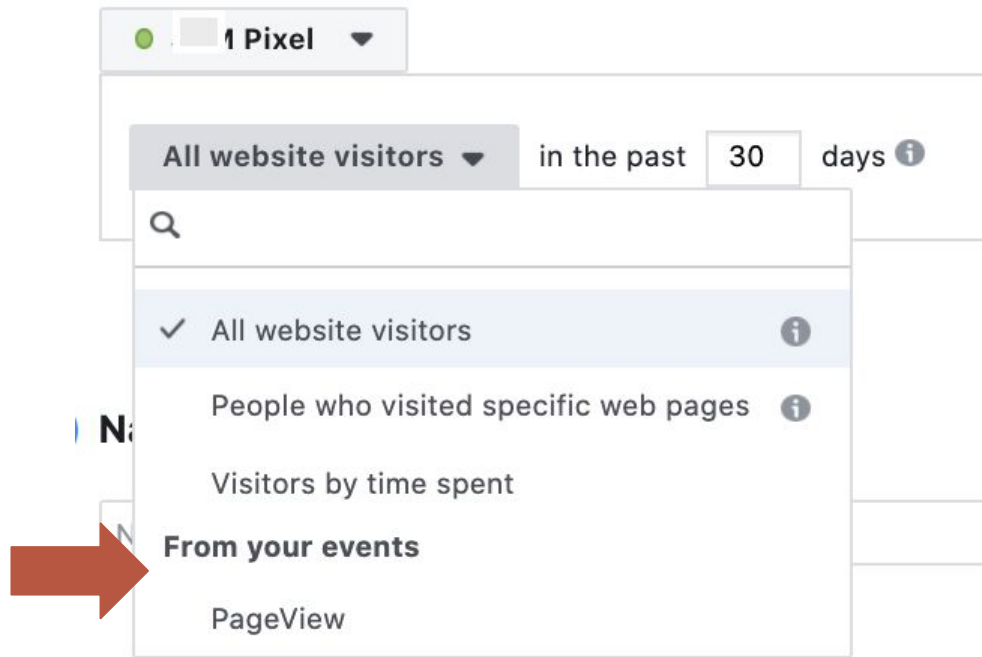 Pixel
All website visitors in the past 30 days
All website visitors
People who visited specific web pages
Visitors by time spent
From your events
PageView